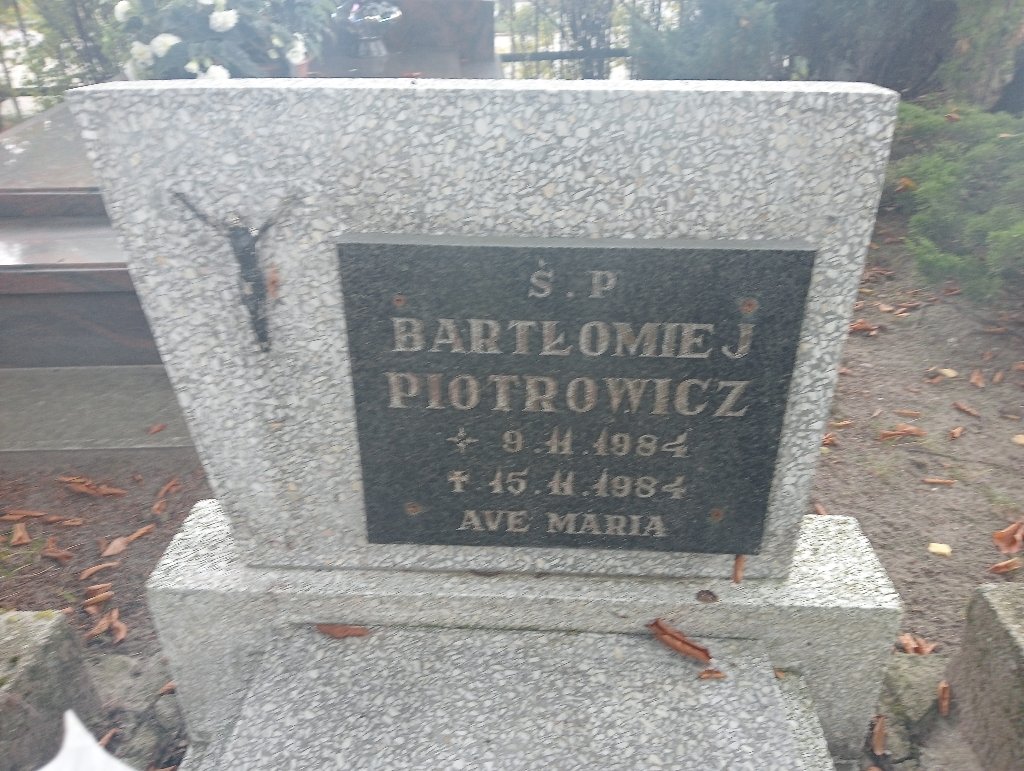 Ś.P
BARTŁOMIEJ
PIOTROWICZ
✢ 9.11.1984
✝ 15.11.1984
AVE MARIA